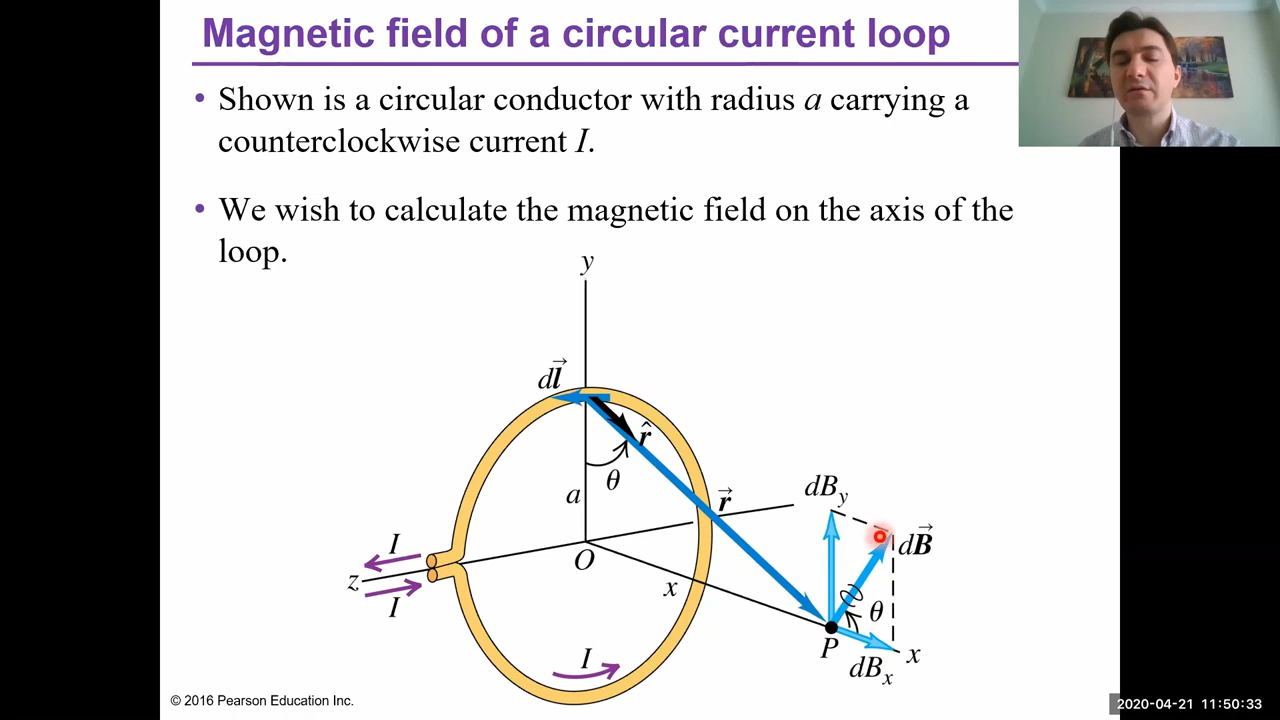 Magnetic field of a circular current loop
• Shown is a circular conductor with radius a carrying a
counterclockwise current I.
• We wish to calculate the magnetic field on the axis of the
loop.
y
dl⃗
r̂
θ
a
r⃗
dB_y
dB⃗
I
z
I
O
x
θ
P
x
dB_x
I
© 2016 Pearson Education Inc.
2020-04-21 11:50:33